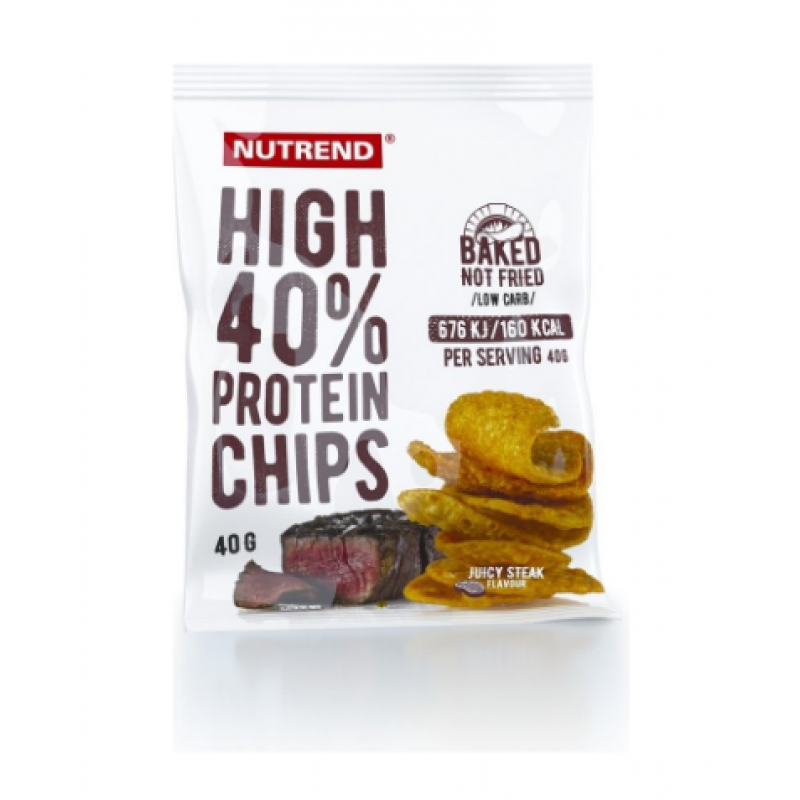 NUTREND®
HIGH
40%
PROTEIN
CHIPS
40 G
BAKED
NOT FRIED
/LOW CARB/
676 KJ/160 KCAL
PER SERVING 40G
JUICY STEAK
FLAVOUR